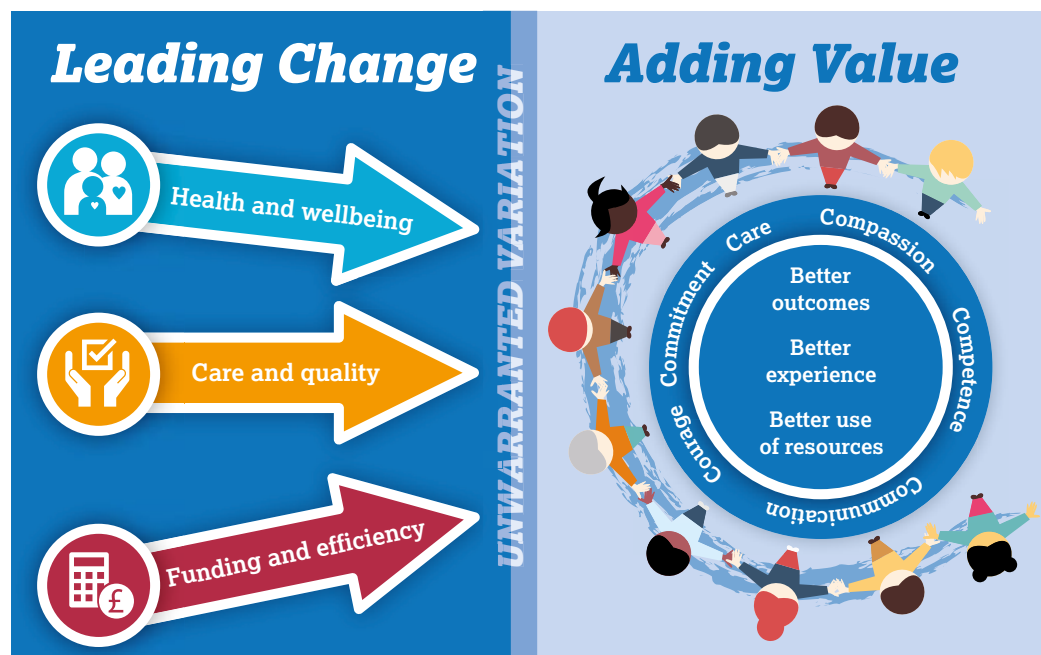 Leading Change
Health and wellbeing
Care and quality
Funding and efficiency
£
UNWARRANTED VARIATION
Adding Value
Care
Compassion
Competence
Communication
Courage
Commitment
Better
outcomes
Better
experience
Better use
of resources